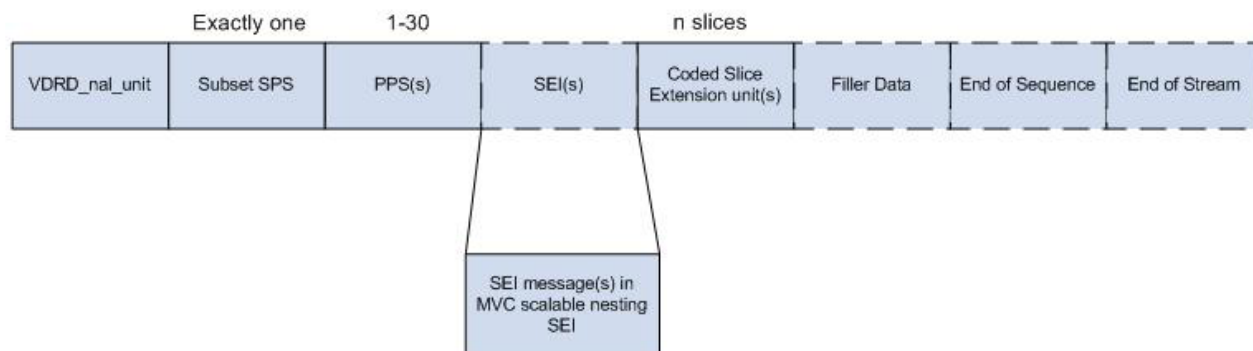 Exactly one
1-30
n slices
VDRD_nal_unit
Subset SPS
PPS(s)
SEI(s)
Coded Slice
Extension unit(s)
Filler Data
End of Sequence
End of Stream
SEI message(s) in
MVC scalable nesting
SEI